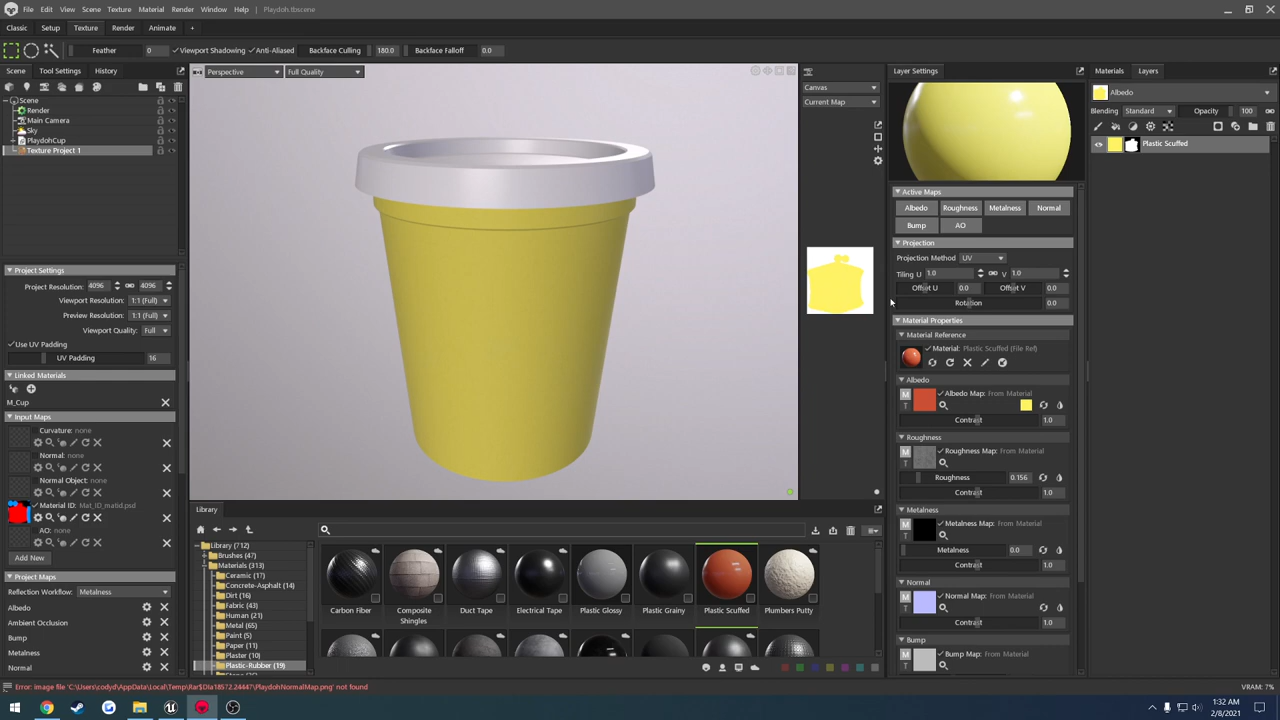 File Edit View Scene Texture Material Render Window Help Playdoh.tbscene
Classic Setup Texture Render Animate +
Feather 0 Viewport Shadowing Anti-Aliased Backface Culling 180.0 Backface Falloff 0.0
Scene Tool Settings History
Scene
Render
Main Camera
Sky
PlaydohCup
Texture Project 1
Project Settings
Project Resolution: 4096 4096
Viewport Resolution: 1:1 (Full)
Preview Resolution: 1:1 (Full)
Viewport Quality: Full
Use UV Padding
UV Padding 16
Linked Materials
M_Cup
Input Maps
Curvature: none
Normal: none
Normal Object: none
Material ID: Mat_ID_matid.psd
AO: none
Add New
Project Maps
Reflection Workflow: Metalness
Albedo
Ambient Occlusion
Bump
Metalness
Normal
Perspective Full Quality
Canvas
Current Map
Library
Library (712)
Brushes (47)
Materials (313)
Ceramic (17)
Concrete-Asphalt (14)
Dirt (16)
Fabric (43)
Human (21)
Metal (65)
Paint (5)
Paper (11)
Plaster (10)
Plastic-Rubber (19)
Carbon Fiber
Composite Shingles
Duct Tape
Electrical Tape
Plastic Glossy
Plastic Grainy
Plastic Scuffed
Plumbers Putty
Layer Settings
Active Maps
Albedo Roughness Metalness Normal
Bump AO
Projection
Projection Method UV
Tiling U 1.0 V 1.0
Offset U 0.0 Offset V 0.0
Rotation 0.0
Material Properties
Material Reference
Material: Plastic Scuffed (File Ref)
Albedo
M Albedo Map: From Material
T
Contrast 1.0
Roughness
M Roughness Map: From Material
T
Roughness 0.156
Contrast 1.0
Metalness
M Metalness Map: From Material
T
Metalness 0.0
Contrast 1.0
Normal
M Normal Map: From Material
T
Contrast 1.0
Bump
M Bump Map: From Material
Materials Layers
Albedo
Blending Standard Opacity 100
Plastic Scuffed
VRAM: 7%
1:32 AM
2/8/2021